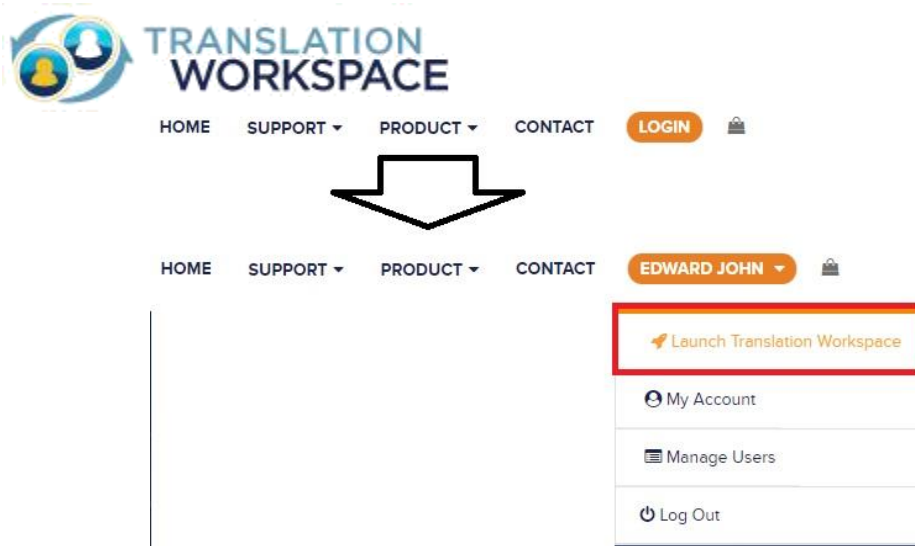 TRANSLATION
WORKSPACE
HOME SUPPORT PRODUCT CONTACT LOGIN
HOME SUPPORT PRODUCT CONTACT EDWARD JOHN
Launch Translation Workspace
My Account
Manage Users
Log Out